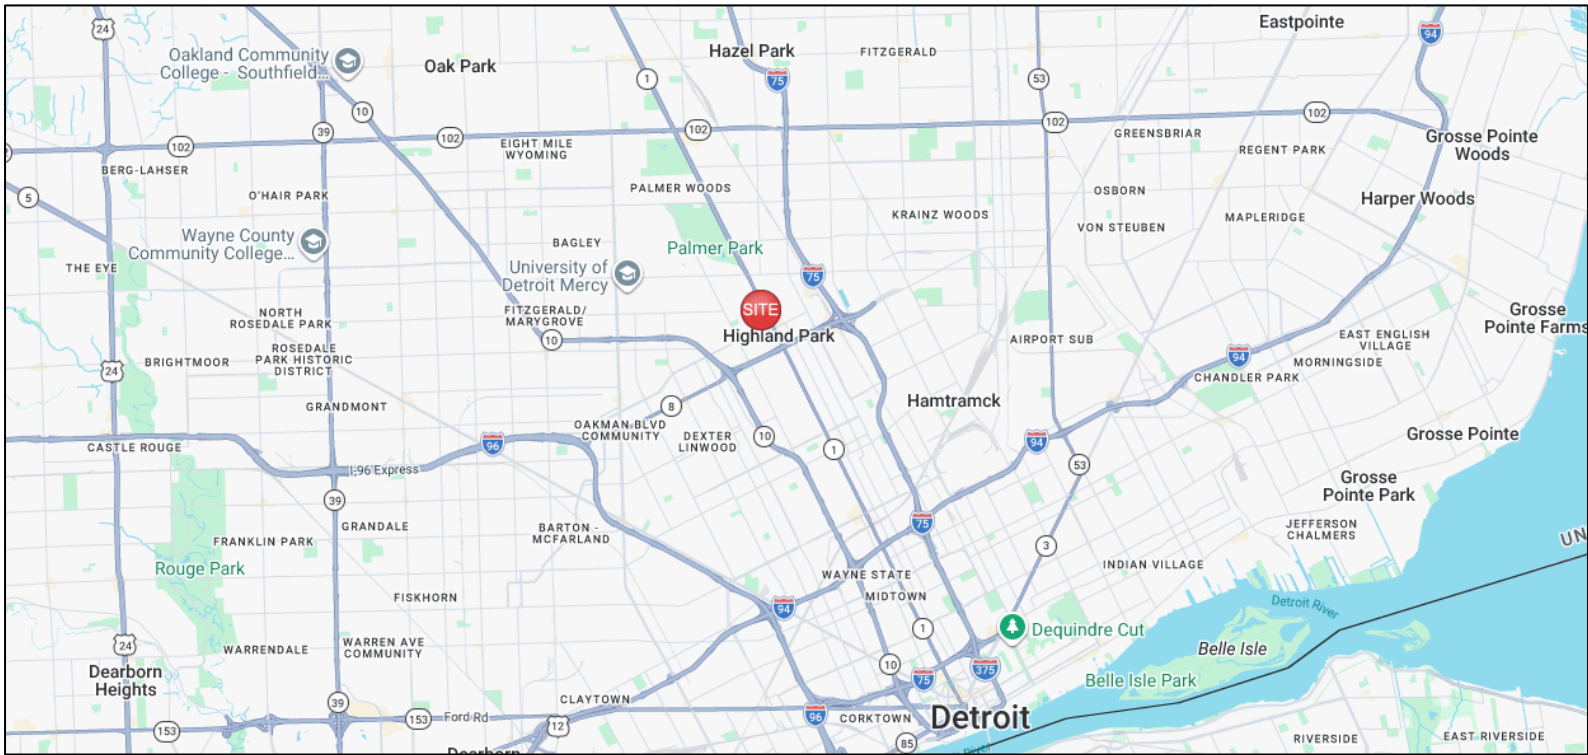 24
Oakland Community
College - Southfield...
Oak Park
Hazel Park
FITZGERALD
Eastpointe
94
1
75
53
10
39
102
102
102
102
102
EIGHT MILE
WYOMING
GREENSBRIAR
Grosse Pointe
Woods
BERG-LAHSER
REGENT PARK
5
O'HAIR PARK
PALMER WOODS
OSBORN
Harper Woods
KRAINZ WOODS
MAPLERIDGE
VON STEUBEN
Wayne County
Community College...
BAGLEY
Palmer Park
THE EYE
University of
Detroit Mercy
75
SITE
Highland Park
NORTH
ROSEDALE PARK
FITZGERALD/
MARYGROVE
10
Grosse
Pointe Farms
AIRPORT SUB
EAST ENGLISH
VILLAGE
ROSEDALE
PARK HISTORIC
DISTRICT
BRIGHTMOOR
24
94
MORNINGSIDE
CHANDLER PARK
GRANDMONT
8
Hamtramck
OAKMAN BLVD
COMMUNITY
DEXTER
LINWOOD
10
1
94
Grosse Pointe
CASTLE ROUGE
96
I-96 Express
53
Grosse
Pointe Park
39
GRANDALE
BARTON -
MCFARLAND
75
JEFFERSON
CHALMERS
FRANKLIN PARK
3
UN
Rouge Park
WAYNE STATE
INDIAN VILLAGE
MIDTOWN
FISKHORN
94
Detroit River
1
Dequindre Cut
24
WARRENDALE
WARREN AVE
COMMUNITY
Belle Isle
10
75
375
Belle Isle Park
Dearborn
Heights
CLAYTOWN
39
153
153
Ford Rd
12
96
CORKTOWN
Detroit
85
RIVERSIDE
EAST RIVERSIDE
Dearborn
River